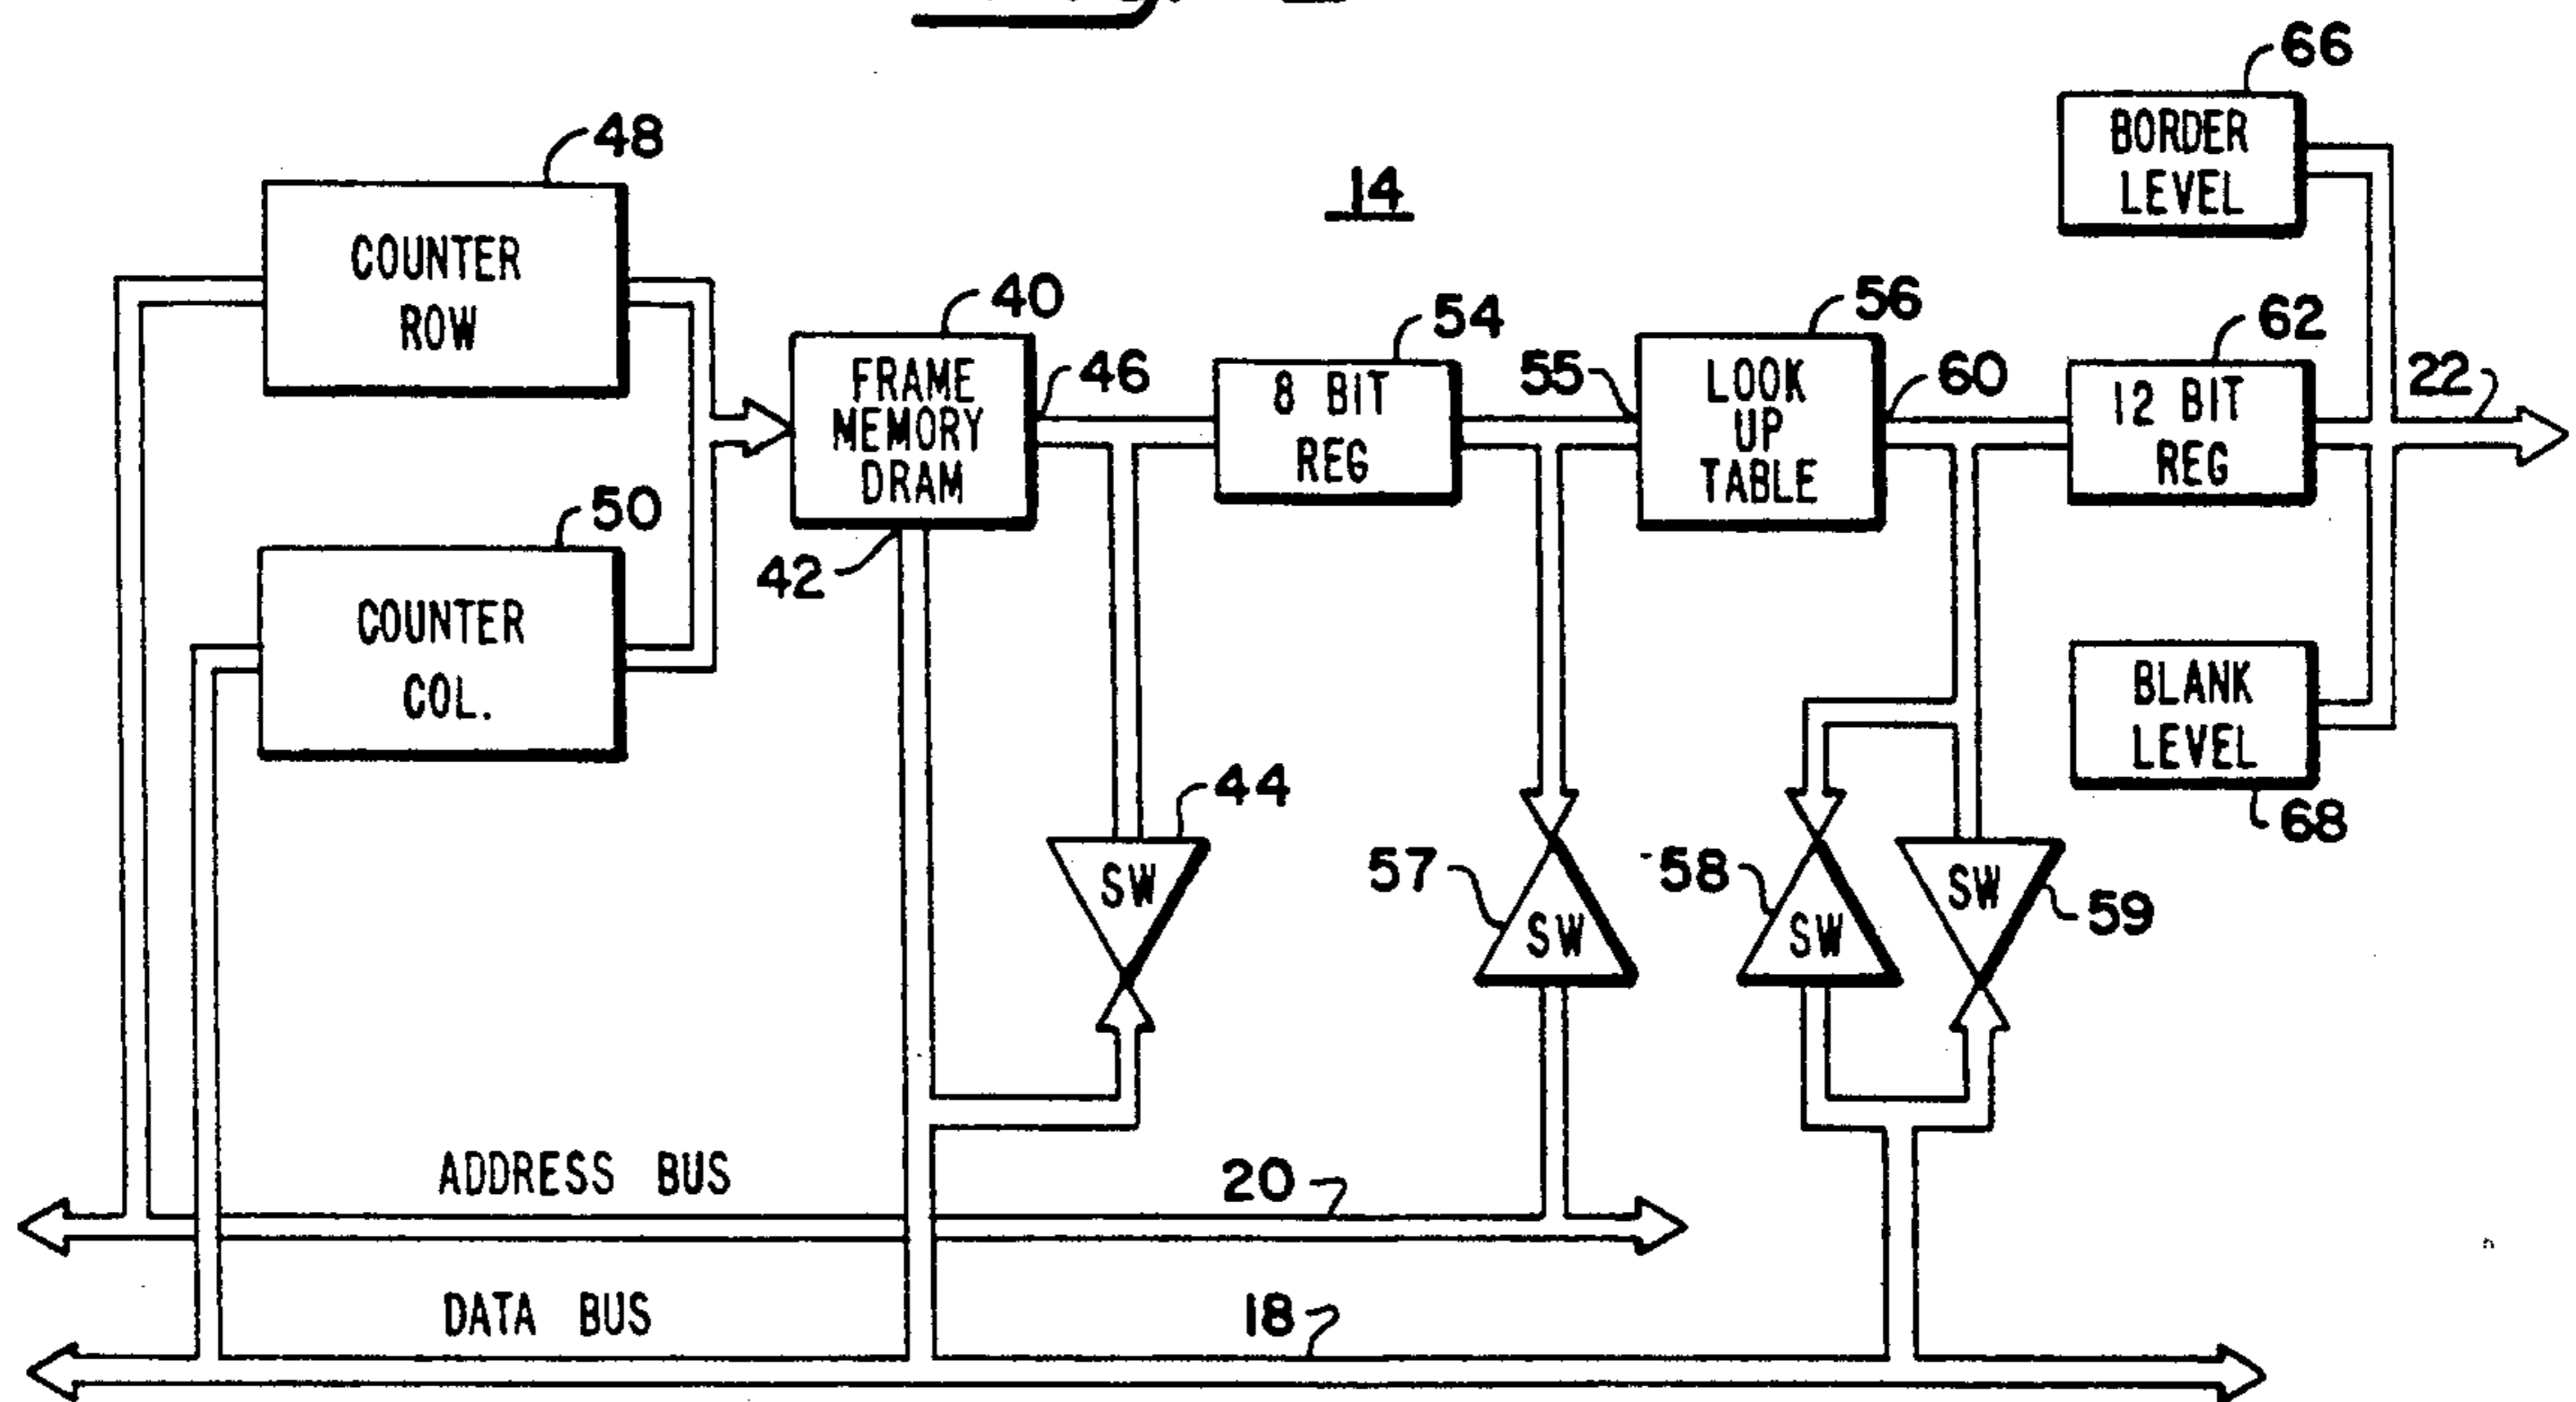 66
BORDER
LEVEL
48
14
COUNTER
ROW
40
FRAME
MEMORY
DRAM
46
54
8 BIT
REG
55
56
LOOK
UP
TABLE
60
62
12 BIT
REG
22
42
50
COUNTER
COL.
BLANK
LEVEL
68
44
SW
57
SW
58
SW
SW
59
ADDRESS BUS
20
DATA BUS
18